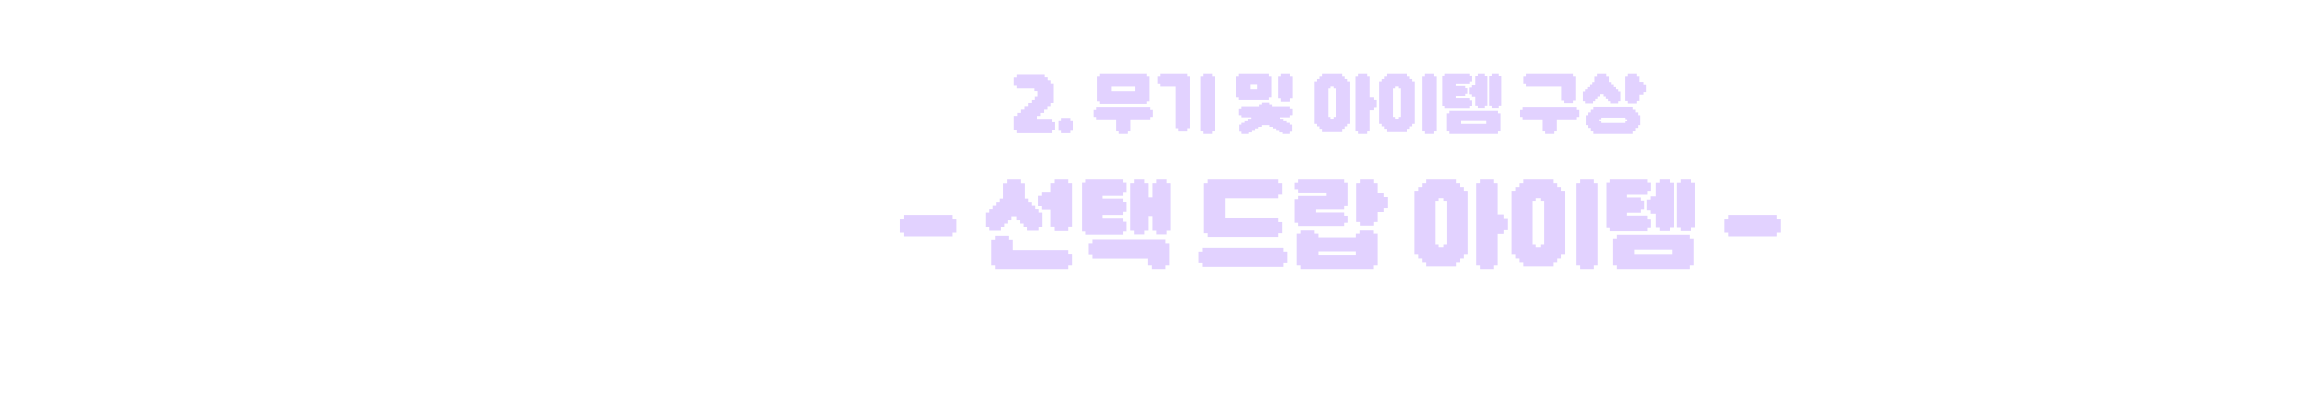 2. 무기 및 아이템 구상
- 선택 드랍 아이템 -